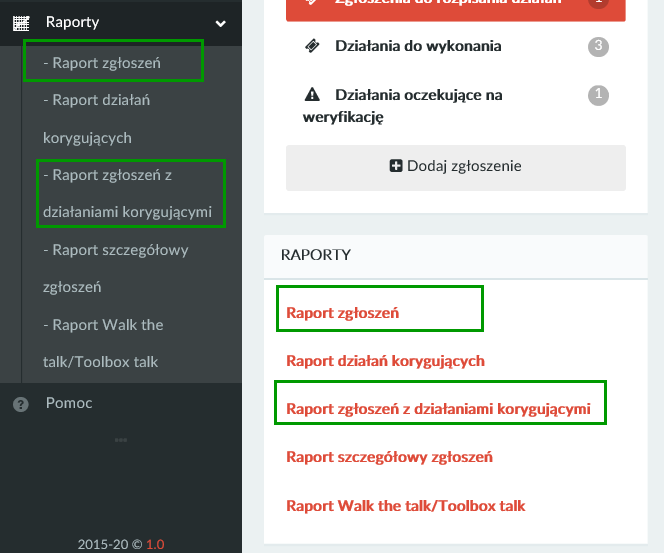 Raporty
- Raport zgłoszeń
- Raport działań
korygujących
- Raport zgłoszeń z
działaniami korygującymi
- Raport szczegółowy
zgłoszeń
- Raport Walk the
talk/Toolbox talk
Pomoc
2015-20 © 1.0
Zgłoszenia do rozpisania działań 1
Działania do wykonania 3
Działania oczekujące na 1
weryfikację
Dodaj zgłoszenie
RAPORTY
Raport zgłoszeń
Raport działań korygujących
Raport zgłoszeń z działaniami korygującymi
Raport szczegółowy zgłoszeń
Raport Walk the talk/Toolbox talk